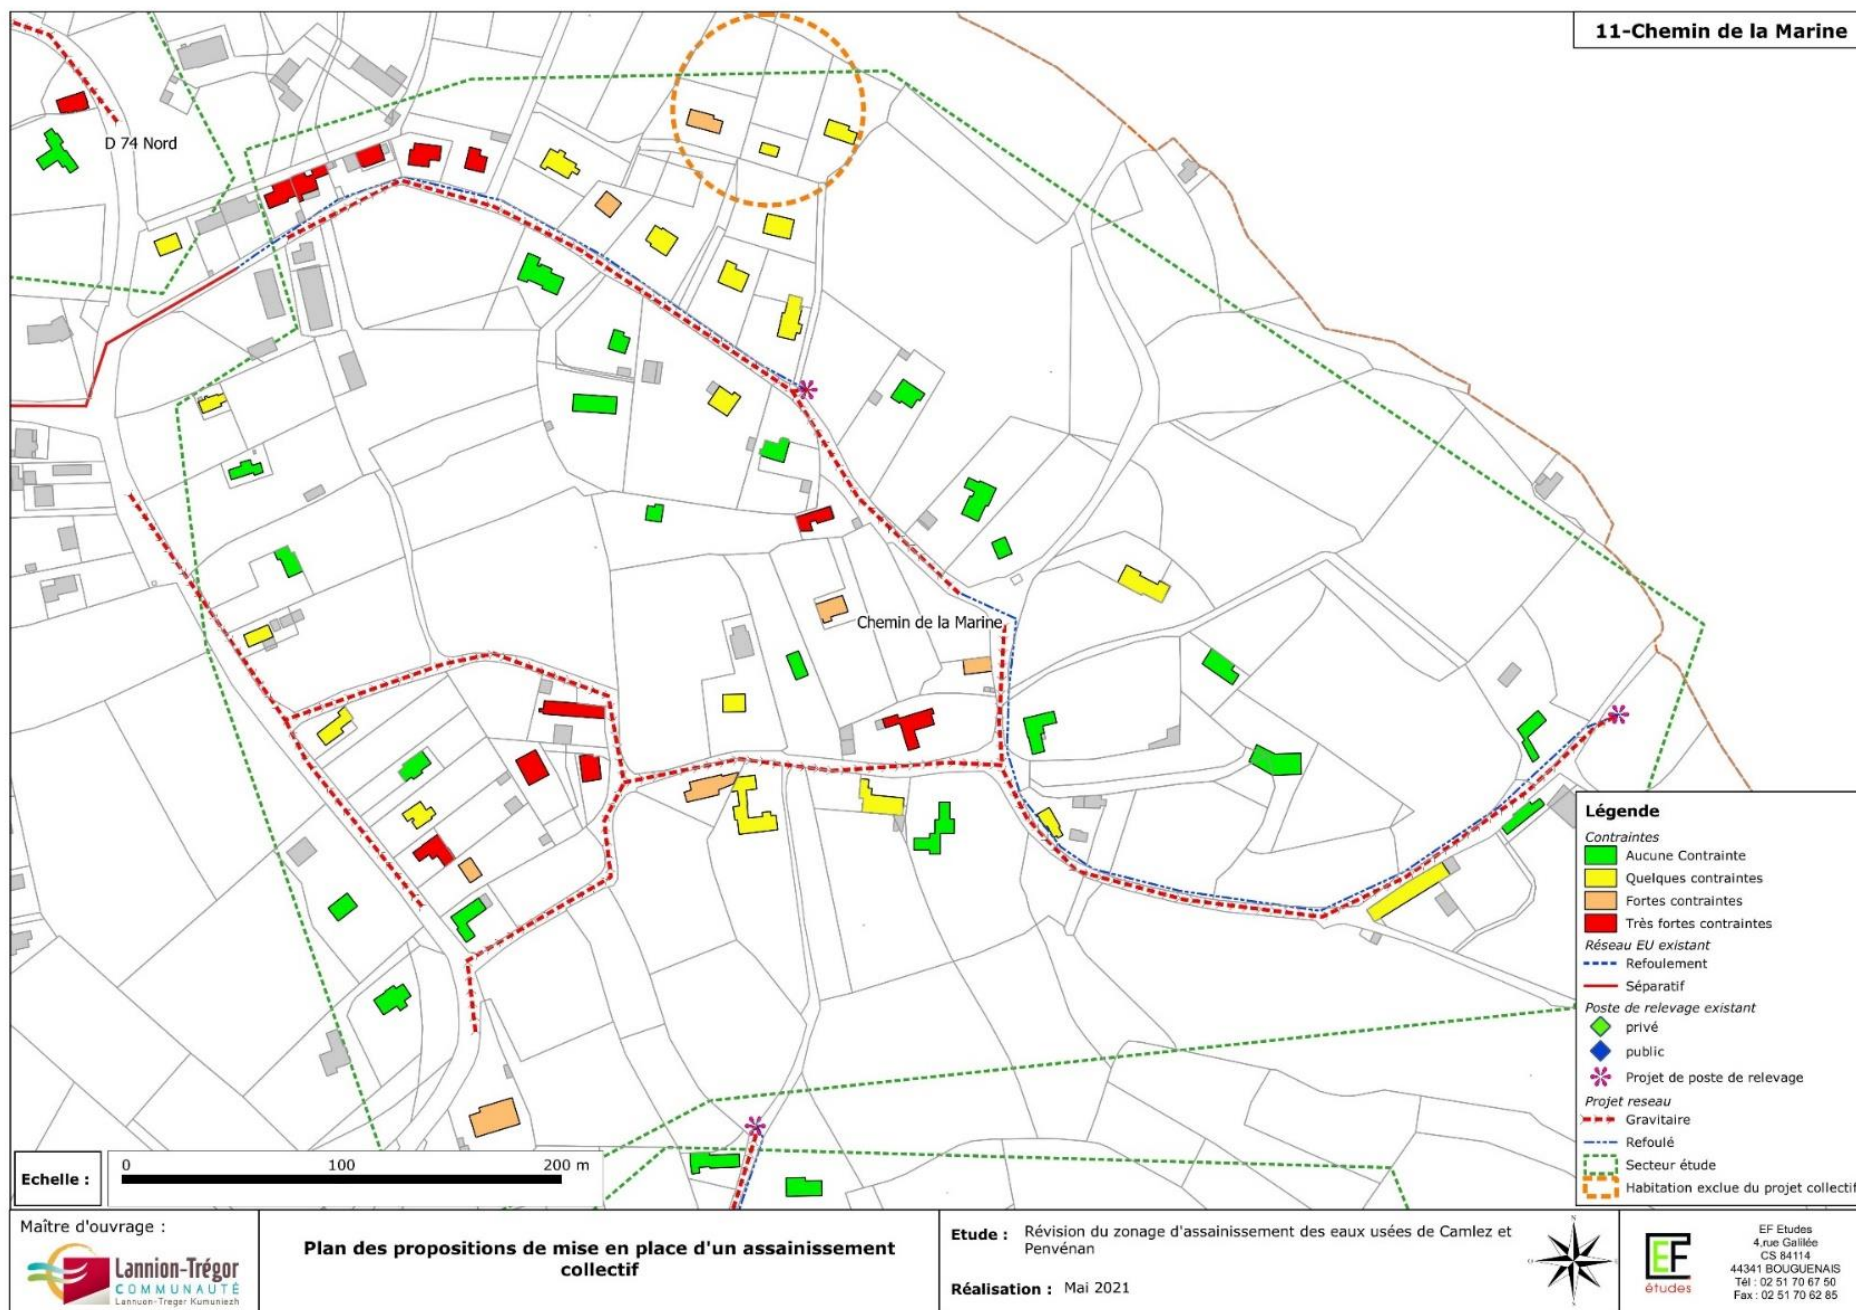 11-Chemin de la Marine
D 74 Nord
Chemin de la Marine
Légende
Contraintes
Aucune Contrainte
Quelques contraintes
Fortes contraintes
Très fortes contraintes
Réseau EU existant
Refoulement
Séparatif
Poste de relevage existant
privé
public
Projet de poste de relevage
Projet reseau
Gravitaire
Refoulé
Secteur étude
Habitation exclue du projet collectif
Echelle :
0 100 200 m
Maître d'ouvrage :
Lannion-Trégor
COMMUNAUTÉ
Lannuon-Treger Kumuniezh
Plan des propositions de mise en place d'un assainissement
collectif
Etude : Révision du zonage d'assainissement des eaux usées de Camlez et
Penvénan
Réalisation : Mai 2021
N
EF
études
EF Etudes
4,rue Galilée
CS 84114
44341 BOUGUENAIS
Tél : 02 51 70 67 50
Fax : 02 51 70 62 85